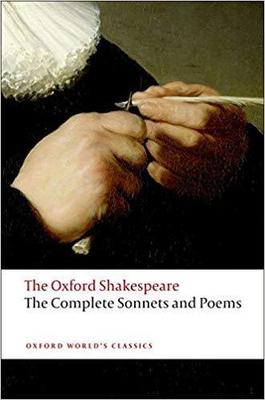 The Oxford Shakespeare
The Complete Sonnets and Poems
OXFORD WORLD'S CLASSICS